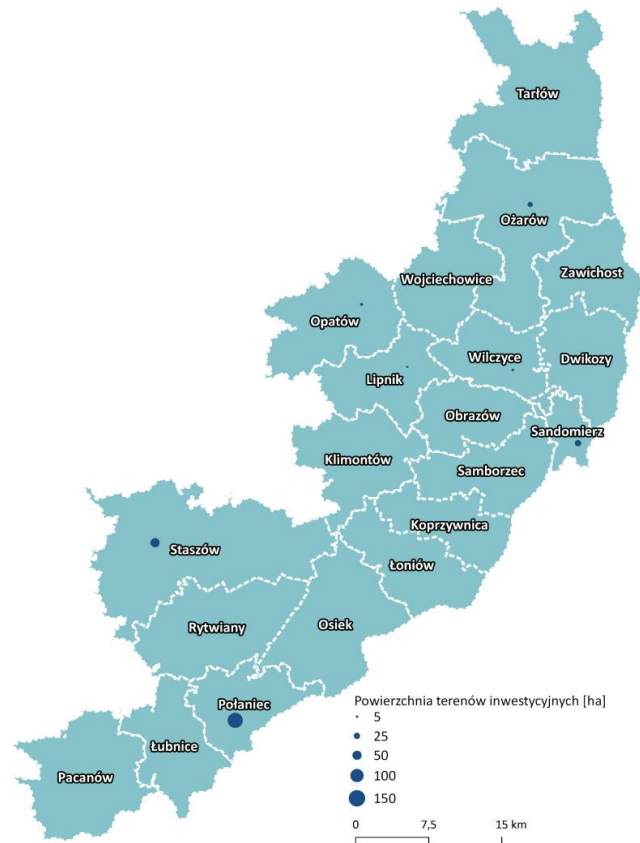 Tarłów
Ożarów
Wojciechowice
Zawichost
Opatów
Wilczyce
Dwikozy
Lipnik
Obrazów
Sandomierz
Klimontów
Samborzec
Koprzywnica
Staszów
Łoniów
Rytwiany
Osiek
Połaniec
Łubnice
Pacanów
Powierzchnia terenów inwestycyjnych [ha]
5
25
50
100
150
0 7,5 15 km